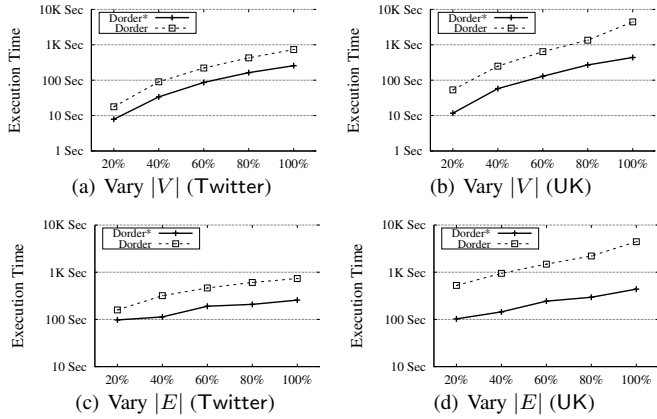 10K Sec
1K Sec
100 Sec
10 Sec
1 Sec
Execution Time
Dorder*
Dorder
20% 40% 60% 80% 100%
(a) Vary |V| (Twitter)
10K Sec
1K Sec
100 Sec
10 Sec
1 Sec
Execution Time
Dorder*
Dorder
20% 40% 60% 80% 100%
(b) Vary |V| (UK)
10K Sec
1K Sec
100 Sec
10 Sec
Execution Time
Dorder*
Dorder
20% 40% 60% 80% 100%
(c) Vary |E| (Twitter)
10K Sec
1K Sec
100 Sec
10 Sec
Execution Time
Dorder*
Dorder
20% 40% 60% 80% 100%
(d) Vary |E| (UK)